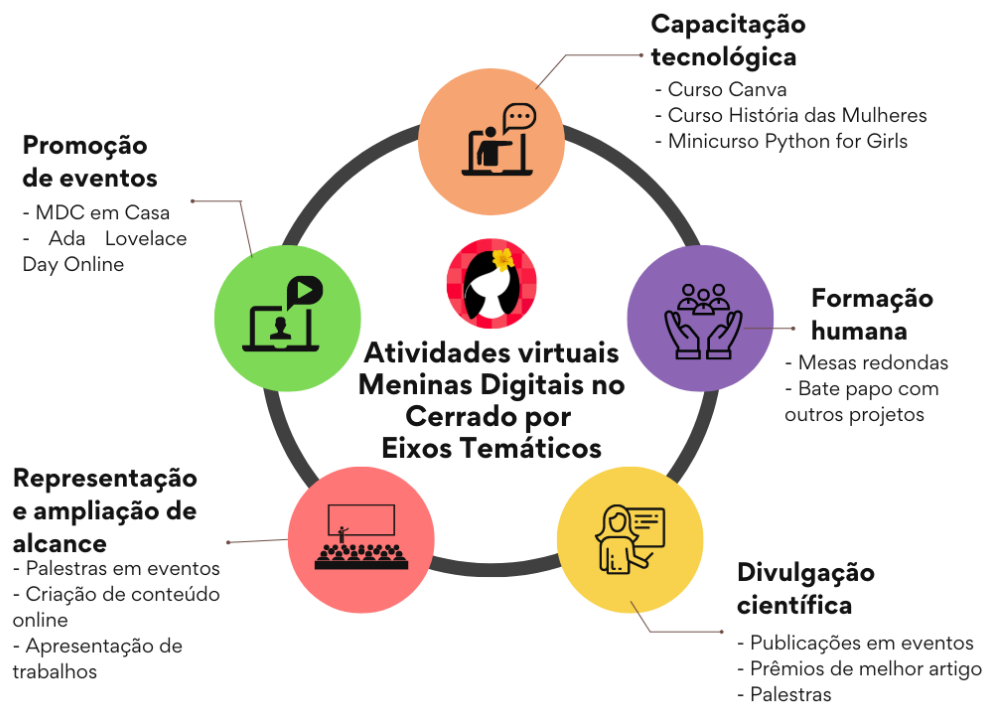 Capacitação
tecnológica
- Curso Canva
- Curso História das Mulheres
- Minicurso Python for Girls
Promoção
de eventos
- MDC em Casa
- Ada Lovelace
Day Online
Formação
humana
- Mesas redondas
- Bate papo com
outros projetos
Atividades virtuais
Meninas Digitais no
Cerrado por
Eixos Temáticos
Representação
e ampliação de
alcance
- Palestras em eventos
- Criação de conteúdo
online
- Apresentação de
trabalhos
Divulgação
científica
- Publicações em eventos
- Prêmios de melhor artigo
- Palestras